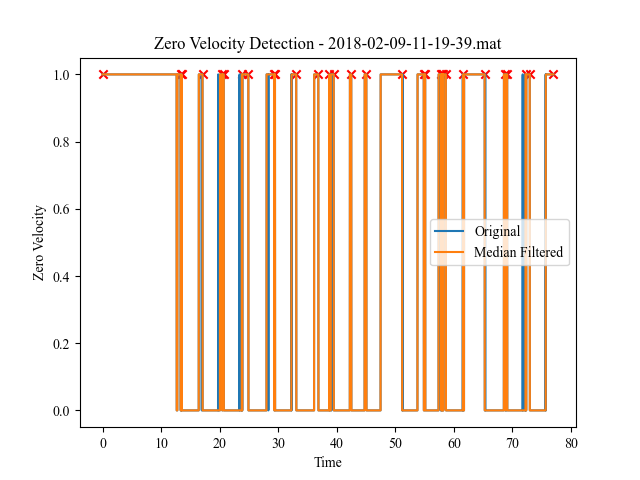 Zero Velocity Detection - 2018-02-09-11-19-39.mat
1.0
0.8
0.6
0.4
0.2
0.0
Zero Velocity
Original
Median Filtered
0 10 20 30 40 50 60 70 80
Time